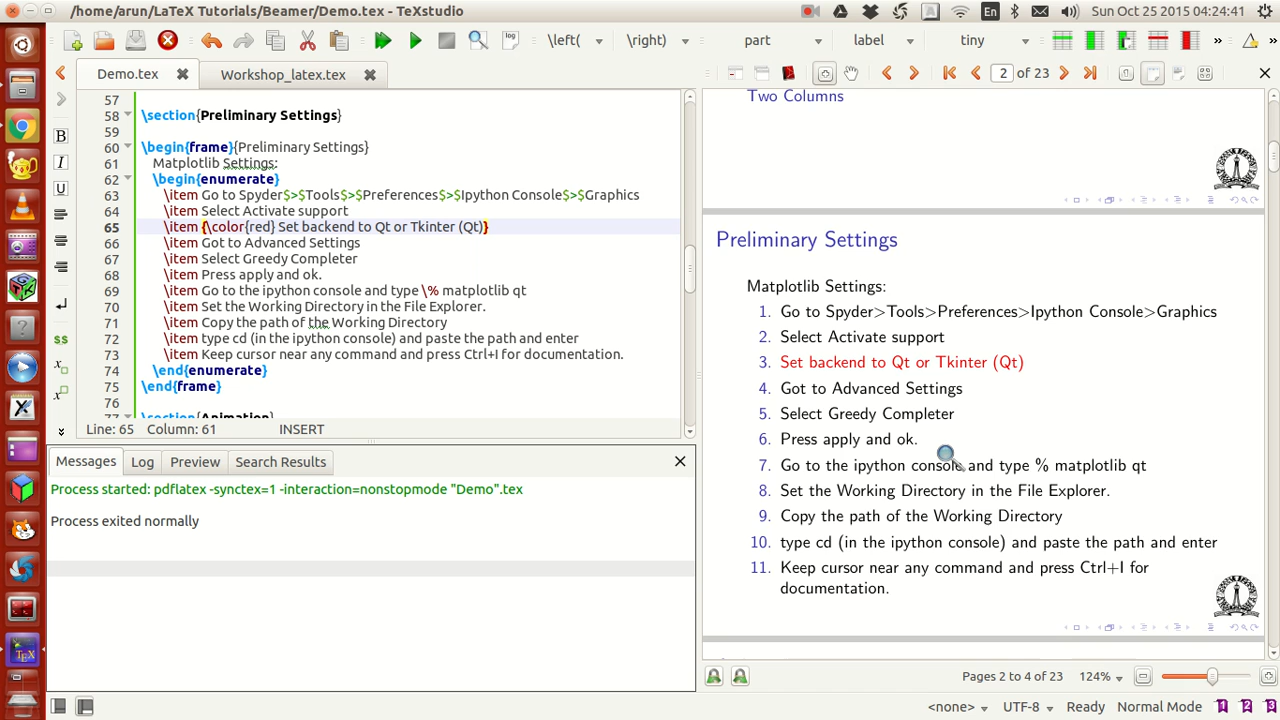 /home/arun/LaTeX Tutorials/Beamer/Demo.tex - TeXstudio
En
Sun Oct 25 2015 04:24:41
log
\left(
\right)
part
label
tiny
»
»
Demo.tex
Workshop_latex.tex
2 of 23
57
58 \section{Preliminary Settings}
59
60 \begin{frame}{Preliminary Settings}
61 Matplotlib Settings:
62 \begin{enumerate}
63 \item Go to Spyder$>$Tools$>$Preferences$>$Ipython Console$>$Graphics
64 \item Select Activate support
65 \item {\color{red} Set backend to Qt or Tkinter (Qt)}
66 \item Got to Advanced Settings
67 \item Select Greedy Completer
68 \item Press apply and ok.
69 \item Go to the ipython console and type \% matplotlib qt
70 \item Set the Working Directory in the File Explorer.
71 \item Copy the path of the Working Directory
72 \item type cd (in the ipython console) and paste the path and enter
73 \item Keep cursor near any command and press Ctrl+I for documentation.
74 \end{enumerate}
75 \end{frame}
76
77 \section{Animation}
B
I
U
$$
Line: 65 Column: 61 INSERT
Messages
Log
Preview
Search Results
Process started: pdflatex -synctex=1 -interaction=nonstopmode "Demo".tex
Process exited normally
Two Columns
Preliminary Settings
Matplotlib Settings:
1. Go to Spyder>Tools>Preferences>Ipython Console>Graphics
2. Select Activate support
3. Set backend to Qt or Tkinter (Qt)
4. Got to Advanced Settings
5. Select Greedy Completer
6. Press apply and ok.
7. Go to the ipython console and type % matplotlib qt
8. Set the Working Directory in the File Explorer.
9. Copy the path of the Working Directory
10. type cd (in the ipython console) and paste the path and enter
11. Keep cursor near any command and press Ctrl+I for
documentation.
TEX
Pages 2 to 4 of 23
124%
<none>
UTF-8
Ready
Normal Mode
1
2
3